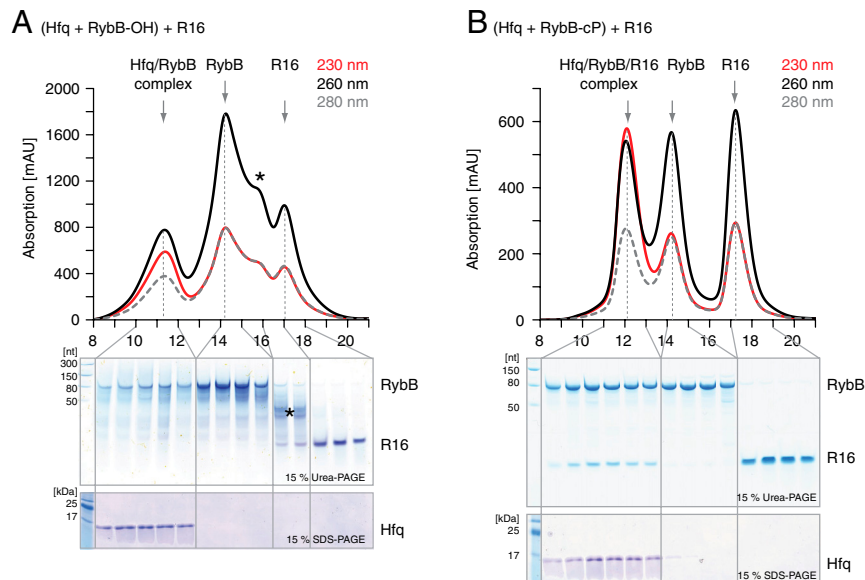 A (Hfq + RybB-OH) + R16
Hfq/RybB RybB R16 230 nm
complex 260 nm
280 nm
2000
1600
1200
800
400
0
Absorption [mAU]
*
8 10 12 14 16 18 20
[nt]
300
150
80
50
*
RybB
R16
15 % Urea-PAGE
[kDa]
25
17
Hfq
15 % SDS-PAGE
B (Hfq + RybB-cP) + R16
Hfq/RybB/R16 RybB R16 230 nm
complex 260 nm
280 nm
600
400
200
0
Absorption [mAU]
8 10 12 14 16 18 20
[nt]
150
80
50
RybB
R16
15 % Urea-PAGE
[kDa]
25
17
Hfq
15 % SDS-PAGE